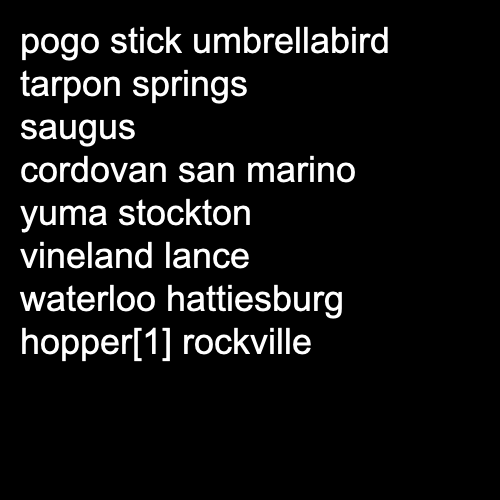 pogo stick umbrellabird
tarpon springs
saugus
cordovan san marino
yuma stockton
vineland lance
waterloo hattiesburg
hopper[1] rockville